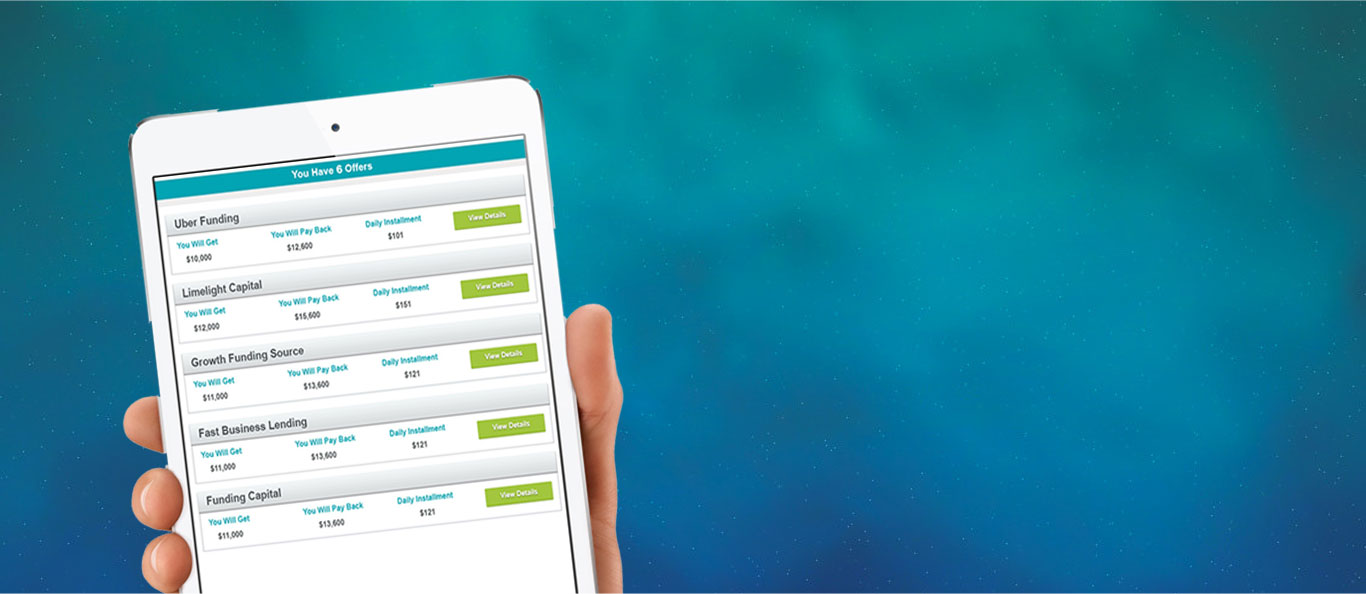 You Have 6 Offers
Uber Funding
You Will Get You Will Pay Back Daily Installment View Details
$10,000 $12,600 $101
Limelight Capital
You Will Get You Will Pay Back Daily Installment View Details
$12,000 $15,600 $151
Growth Funding Source
You Will Get You Will Pay Back Daily Installment View Details
$11,000 $13,600 $121
Fast Business Lending
You Will Get You Will Pay Back Daily Installment View Details
$11,000 $13,600 $121
Funding Capital
You Will Get You Will Pay Back Daily Installment View Details
$11,000 $13,600 $121